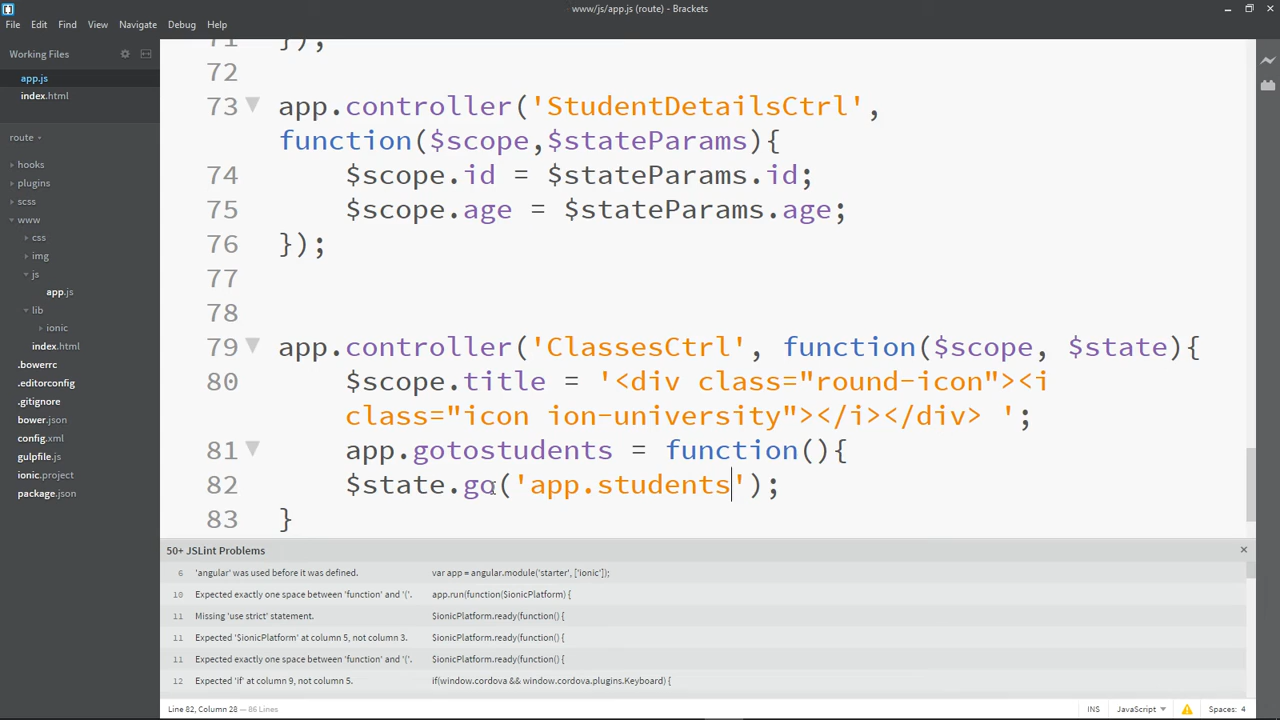 www/js/app.js (route) - Brackets
File Edit Find View Navigate Debug Help
Working Files
app.js
index.html
route
hooks
plugins
scss
www
css
img
js
app.js
lib
ionic
index.html
.bowerrc
.editorconfig
.gitignore
bower.json
config.xml
gulpfile.js
ionic.project
package.json
71 });
72
73 app.controller('StudentDetailsCtrl',
function($scope,$stateParams){
74 $scope.id = $stateParams.id;
75 $scope.age = $stateParams.age;
76 });
77
78
79 app.controller('ClassesCtrl', function($scope, $state){
80 $scope.title = '<div class="round-icon"><i
class="icon ion-university"></i></div> ';
81 app.gotostudents = function(){
82 $state.go('app.students');
83 }
50+ JSLint Problems
6 'angular' was used before it was defined. var app = angular.module('starter', ['ionic']);
10 Expected exactly one space between 'function' and '('. app.run(function($ionicPlatform) {
11 Missing 'use strict' statement. $ionicPlatform.ready(function() {
11 Expected '$ionicPlatform' at column 5, not column 3. $ionicPlatform.ready(function() {
11 Expected exactly one space between 'function' and '('. $ionicPlatform.ready(function() {
12 Expected 'if' at column 9, not column 5. if(window.cordova && window.cordova.plugins.Keyboard) {
Line 82, Column 28 — 86 Lines
INS JavaScript Spaces: 4